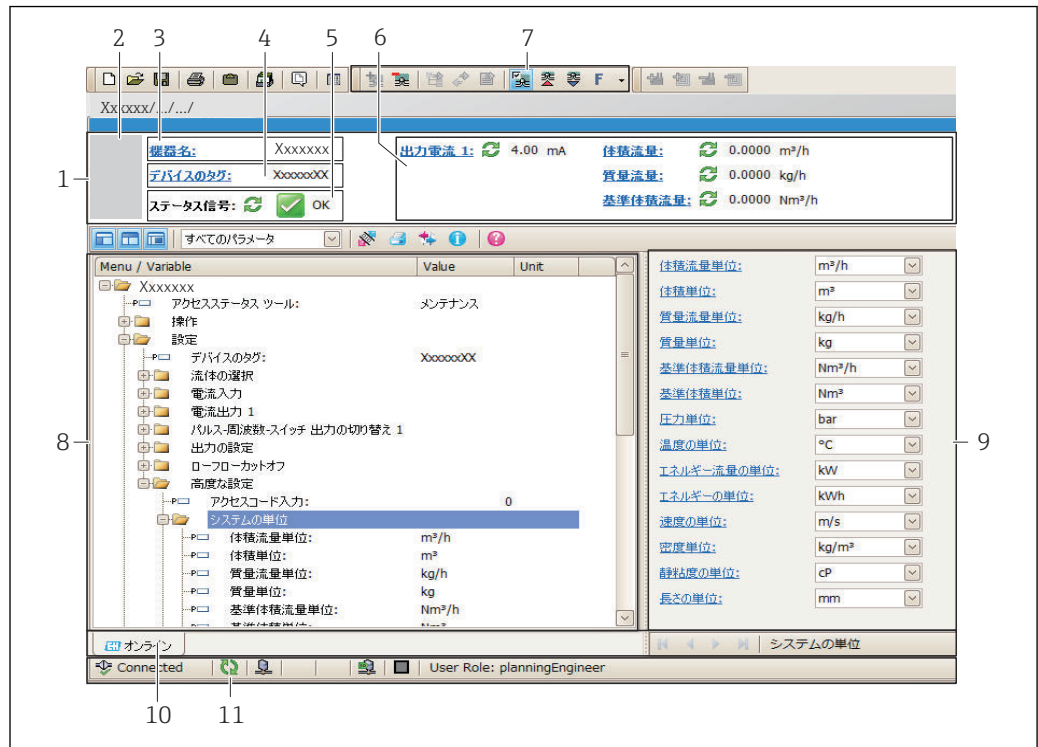 2 3 4 5 6 7
F
Xxxxxx/../../
1
機器名: Xxxxxxx
デバイスのタグ: XxxxxxXX
ステータス信号: OK
出力電流 1: 4.00 mA
体積流量: 0.0000 m³/h
質量流量: 0.0000 kg/h
基準体積流量: 0.0000 Nm³/h
すべてのパラメータ
8
Menu / Variable Value Unit
Xxxxxxx
アクセスステータス ツール: メンテナンス
操作
設定
デバイスのタグ: XxxxxxXX
流体の選択
電流入力
電流出力 1
パルス-周波数-スイッチ 出力の切り替え 1
出力の設定
ローフローカットオフ
高度な設定
アクセスコード入力: 0
システムの単位
体積流量単位: m³/h
体積単位: m³
質量流量単位: kg/h
質量単位: kg
基準体積流量単位: Nm³/h
体積流量単位: m³/h
体積単位: m³
質量流量単位: kg/h
質量単位: kg
基準体積流量単位: Nm³/h
基準体積単位: Nm³
圧力単位: bar
温度の単位: °C
エネルギー流量の単位: kW
エネルギーの単位: kWh
速度の単位: m/s
密度単位: kg/m³
静粘度の単位: cP
長さの単位: mm
9
オンライン
システムの単位
Connected User Role: planningEngineer
10 11